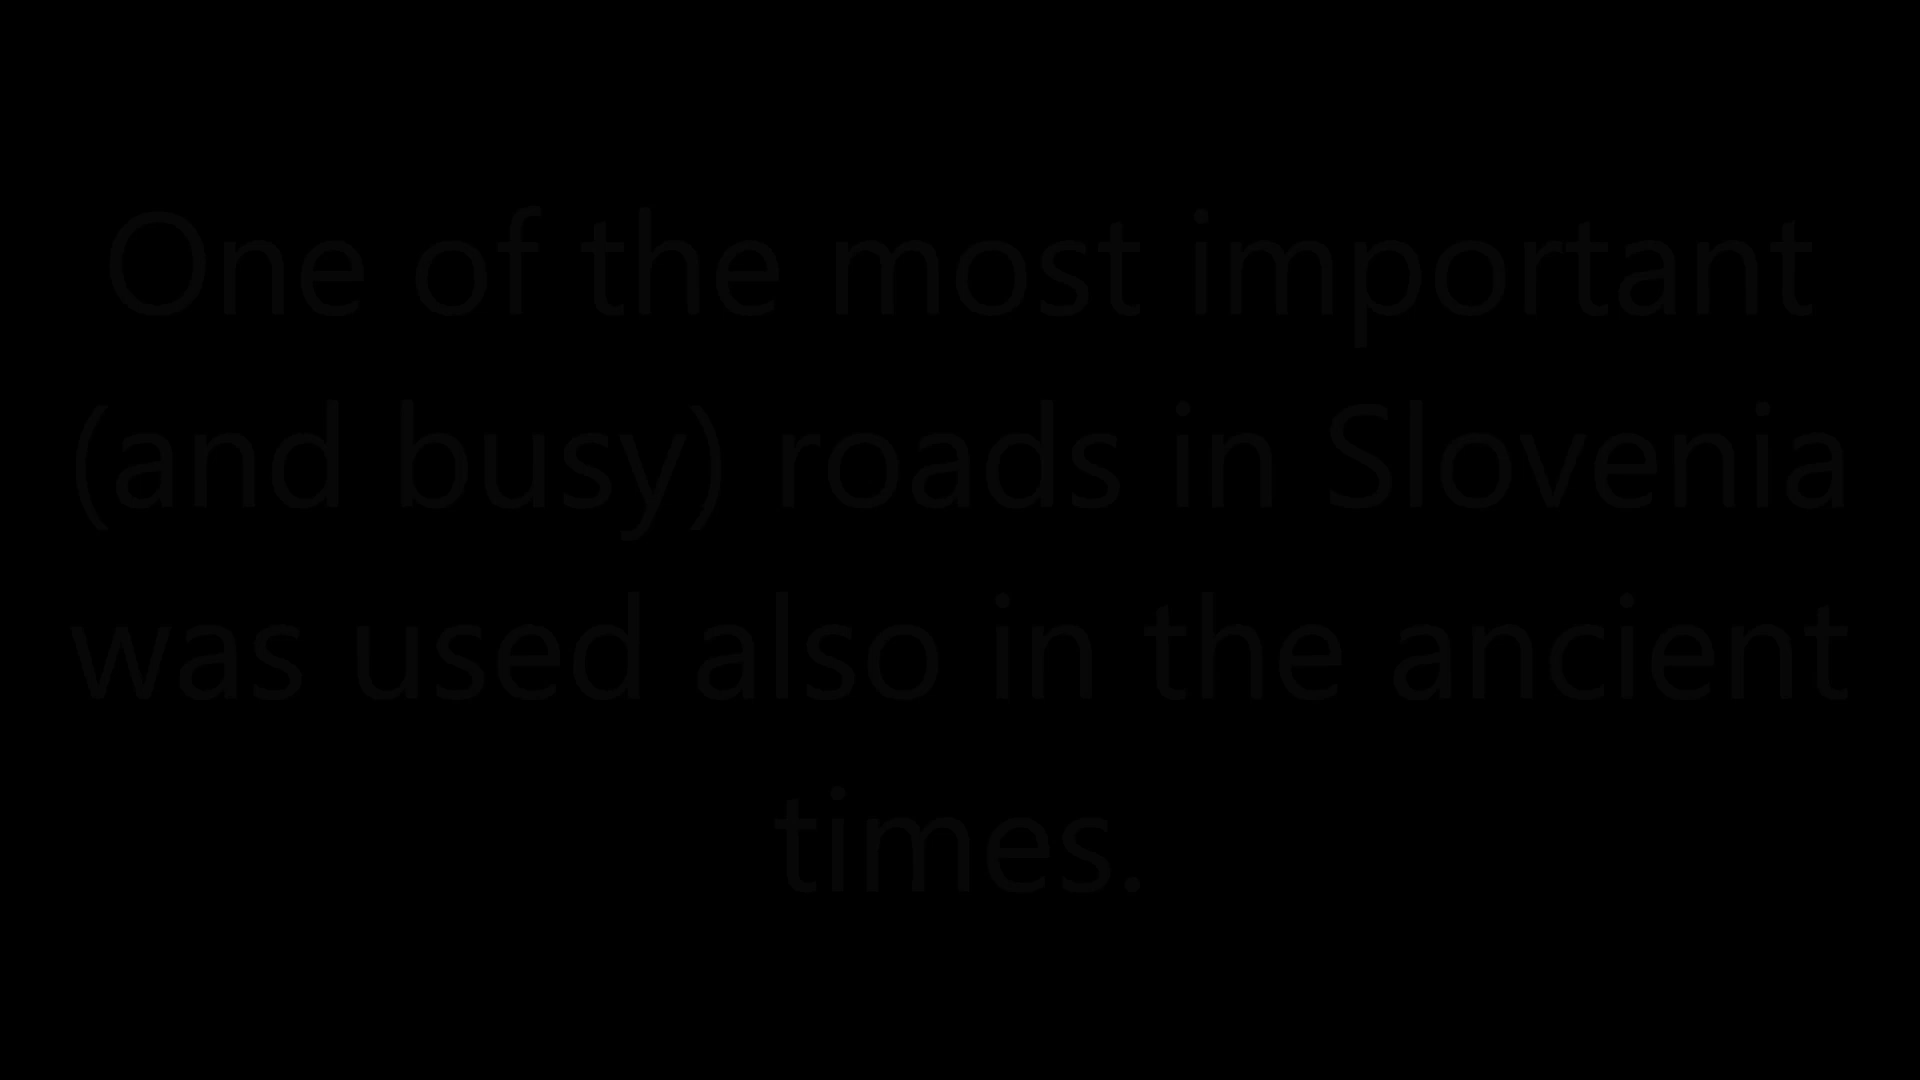 One of the most important
(and busy) roads in Slovenia
was used also in the ancient
times.